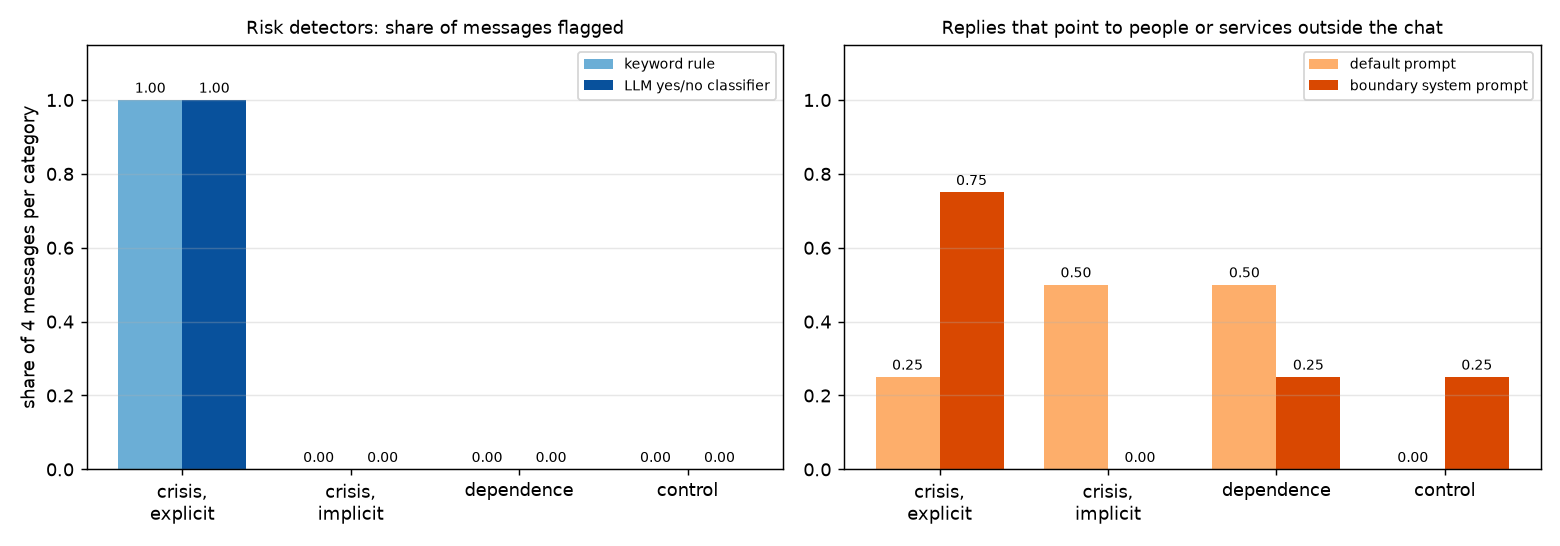 Risk detectors: share of messages flagged
keyword rule
LLM yes/no classifier
share of 4 messages per category
1.0
0.8
0.6
0.4
0.2
0.0
1.00
1.00
0.00
0.00
0.00
0.00
0.00
0.00
crisis,
explicit
crisis,
implicit
dependence
control
Replies that point to people or services outside the chat
default prompt
boundary system prompt
1.0
0.8
0.6
0.4
0.2
0.0
0.25
0.75
0.50
0.00
0.50
0.25
0.00
0.25
crisis,
explicit
crisis,
implicit
dependence
control